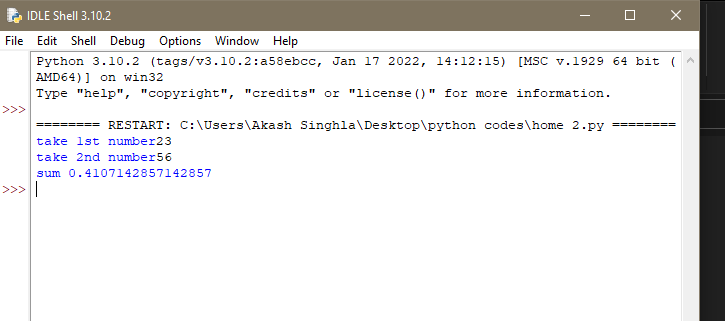 IDLE Shell 3.10.2
File Edit Shell Debug Options Window Help
Python 3.10.2 (tags/v3.10.2:a58ebcc, Jan 17 2022, 14:12:15) [MSC v.1929 64 bit (
AMD64)] on win32
Type "help", "copyright", "credits" or "license()" for more information.
>>>
======== RESTART: C:\Users\Akash Singhla\Desktop\python codes\home 2.py ========
take 1st number23
take 2nd number56
sum 0.4107142857142857
>>>